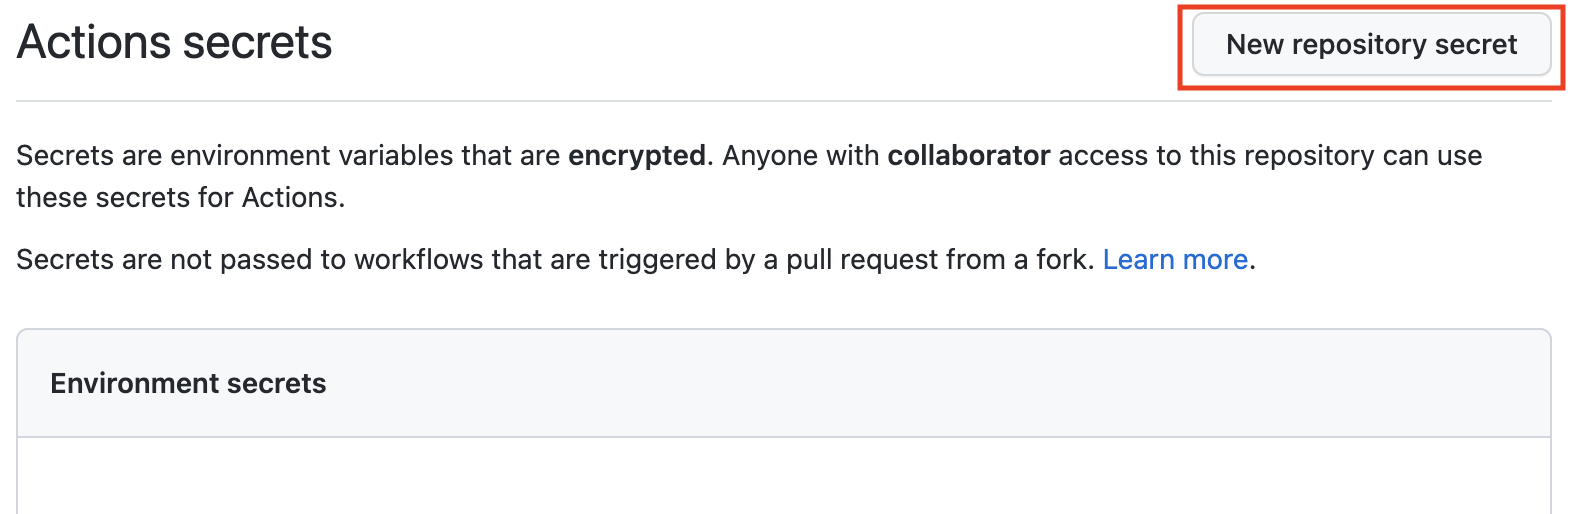 Actions secrets
New repository secret
Secrets are environment variables that are encrypted. Anyone with collaborator access to this repository can use
these secrets for Actions.
Secrets are not passed to workflows that are triggered by a pull request from a fork. Learn more.
Environment secrets